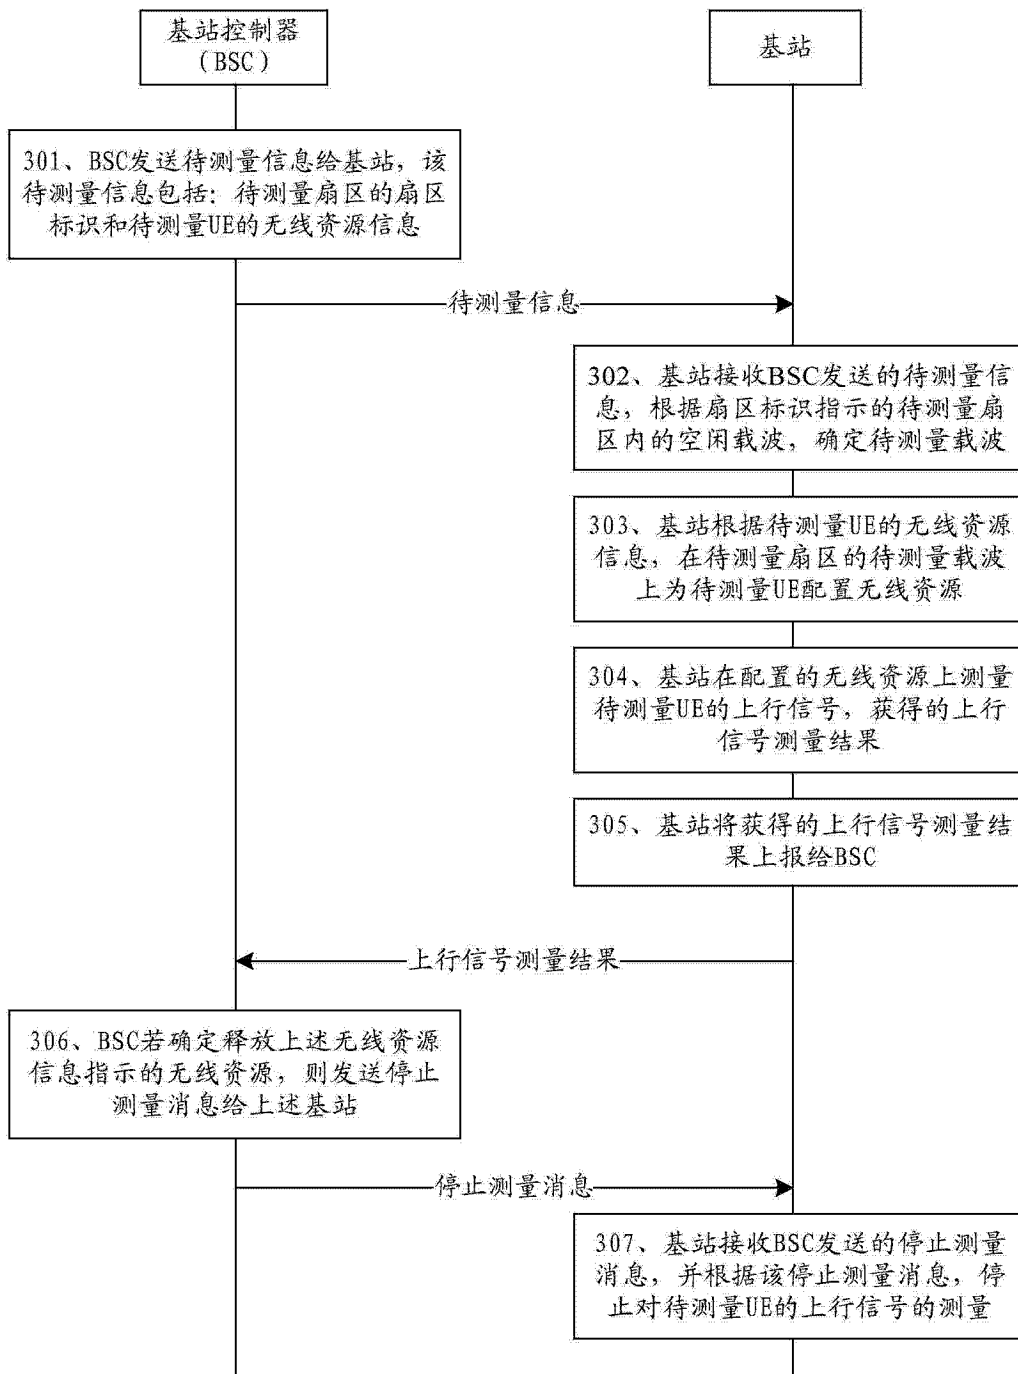 基站控制器
（BSC）
基站
301、BSC发送待测量信息给基站，该
待测量信息包括：待测量扇区的扇区
标识和待测量UE的无线资源信息
待测量信息
302、基站接收BSC发送的待测量信
息，根据扇区标识指示的待测量扇
区内的空闲载波，确定待测量载波
303、基站根据待测量UE的无线资源
信息，在待测量扇区的待测量载波
上为待测量UE配置无线资源
304、基站在配置的无线资源上测量
待测量UE的上行信号，获得的上行
信号测量结果
305、基站将获得的上行信号测量结
果上报给BSC
上行信号测量结果
306、BSC若确定释放上述无线资源
信息指示的无线资源，则发送停止
测量消息给上述基站
停止测量消息
307、基站接收BSC发送的停止测量
消息，并根据该停止测量消息，停
止对待测量UE的上行信号的测量